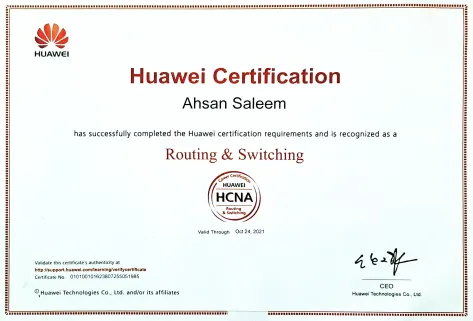 HUAWEI
Huawei Certification
Ahsan Saleem
has successfully completed the Huawei certification requirements and is recognized as a
Routing & Switching
Career Certification
HUAWEI
HCNA
Routing
& Switching
Valid Through Oct 24, 2021
Validate this certificate's authenticity at
http://support.huawei.com/learning/verifycertificate
Certificate No. 010100101623607255051685
CEO
© Huawei Technologies Co., Ltd. and/or its affiliates
Huawei Technologies Co., Ltd.